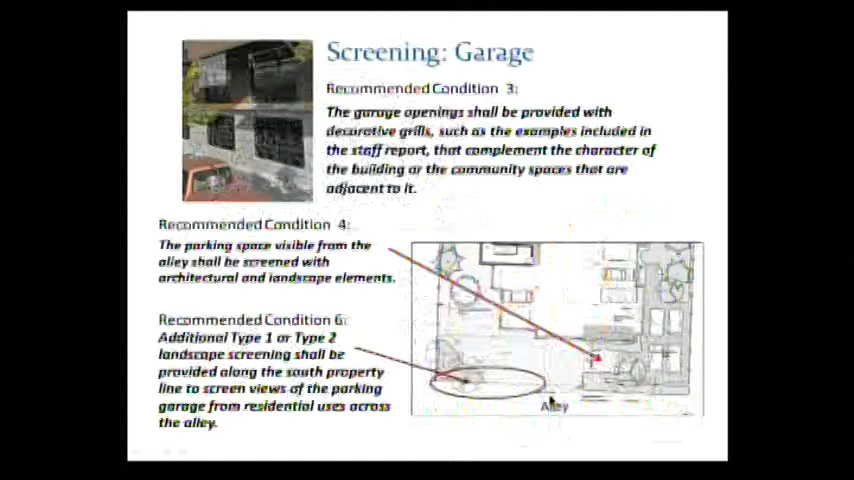 Screening: Garage
Recommended Condition 3:
The garage openings shall be provided with
decorative grills, such as the examples included in
the staff report, that complement the character of
the building or the community spaces that are
adjacent to it.
Recommended Condition 4:
The parking space visible from the
alley shall be screened with
architectural and landscape elements.
Recommended Condition 6:
Additional Type 1 or Type 2
landscape screening shall be
provided along the south property
line to screen views of the parking
garage from residential uses across
the alley.
Alley